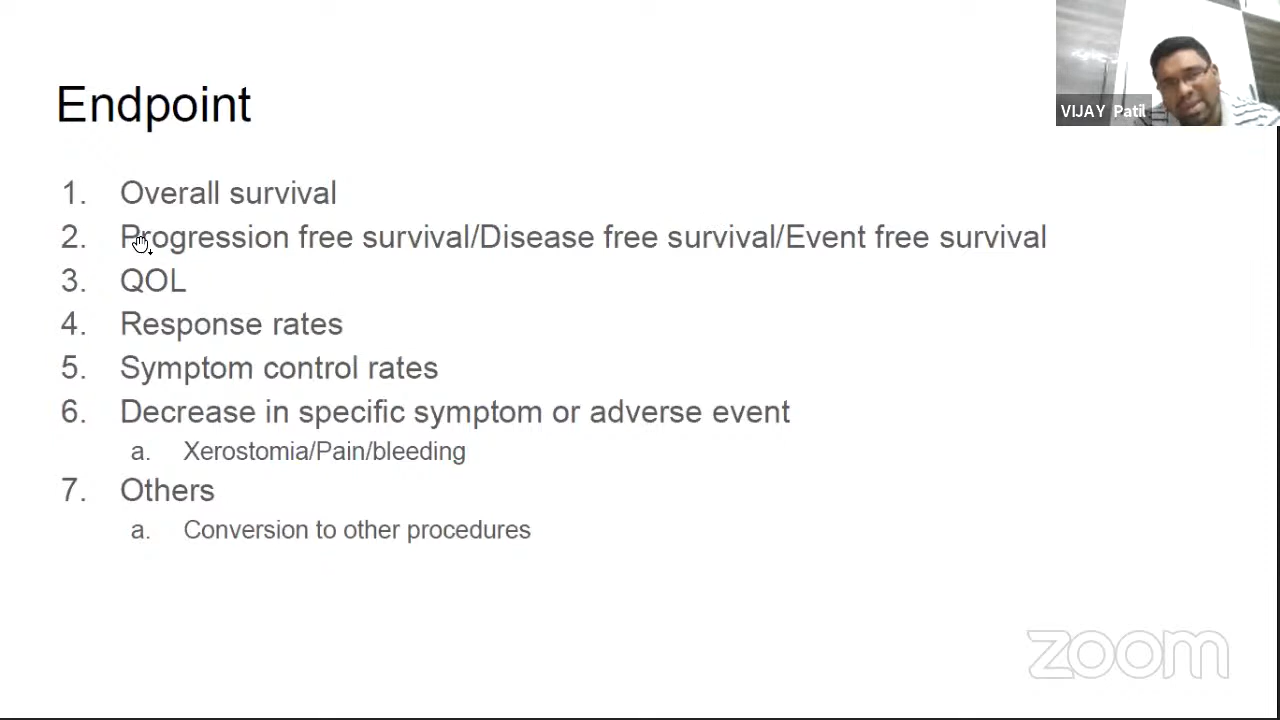 Endpoint
VIJAY Patil
1. Overall survival
2. Progression free survival/Disease free survival/Event free survival
3. QOL
4. Response rates
5. Symptom control rates
6. Decrease in specific symptom or adverse event
a. Xerostomia/Pain/bleeding
7. Others
a. Conversion to other procedures
zoom